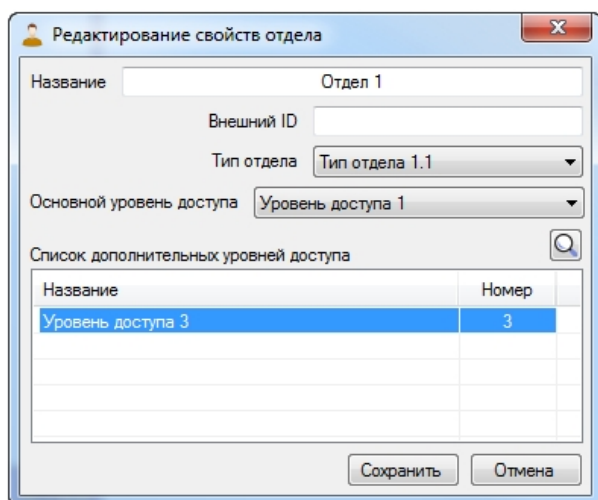 Редактирование свойств отдела
Название Отдел 1
Внешний ID
Тип отдела Тип отдела 1.1
Основной уровень доступа Уровень доступа 1
Список дополнительных уровней доступа
Название Номер
Уровень доступа 3 3
Сохранить Отмена